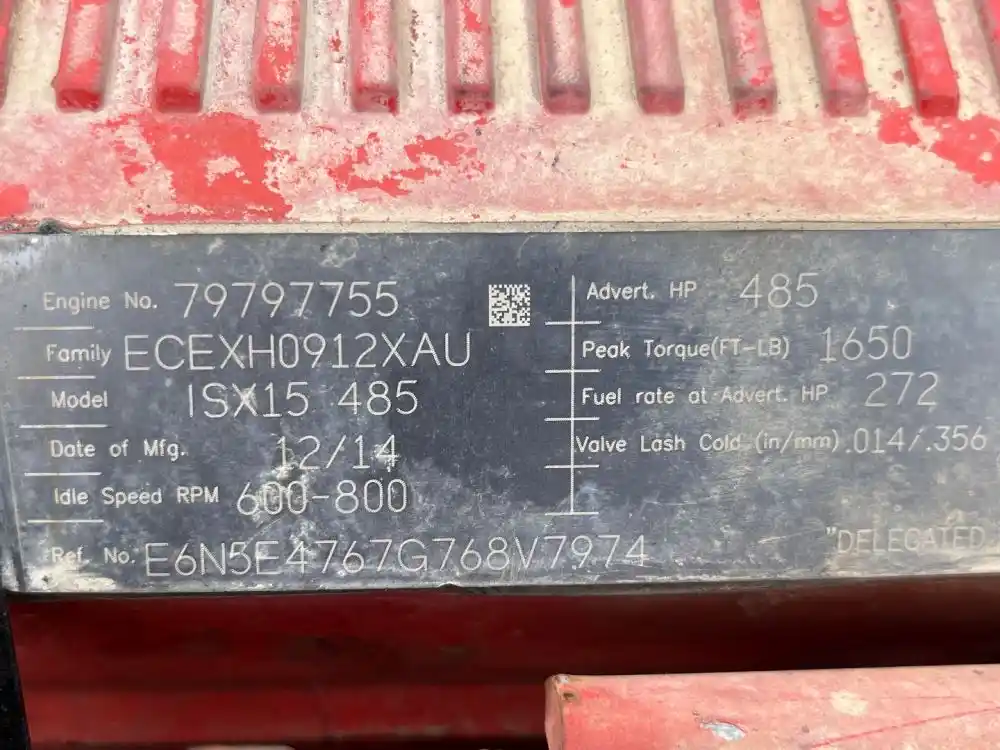 Engine No. 79797755
Family ECEXH0912XAU
Model ISX15 485
Date of Mfg. 12/14
Idle Speed RPM 600-800
Ref. No. E6N5E4767G768V7974
Advert. HP 485
Peak Torque(FT-LB) 1650
Fuel rate at Advert. HP 272
Valve Lash Cold (in/mm) .014/.356
"DELEGATED